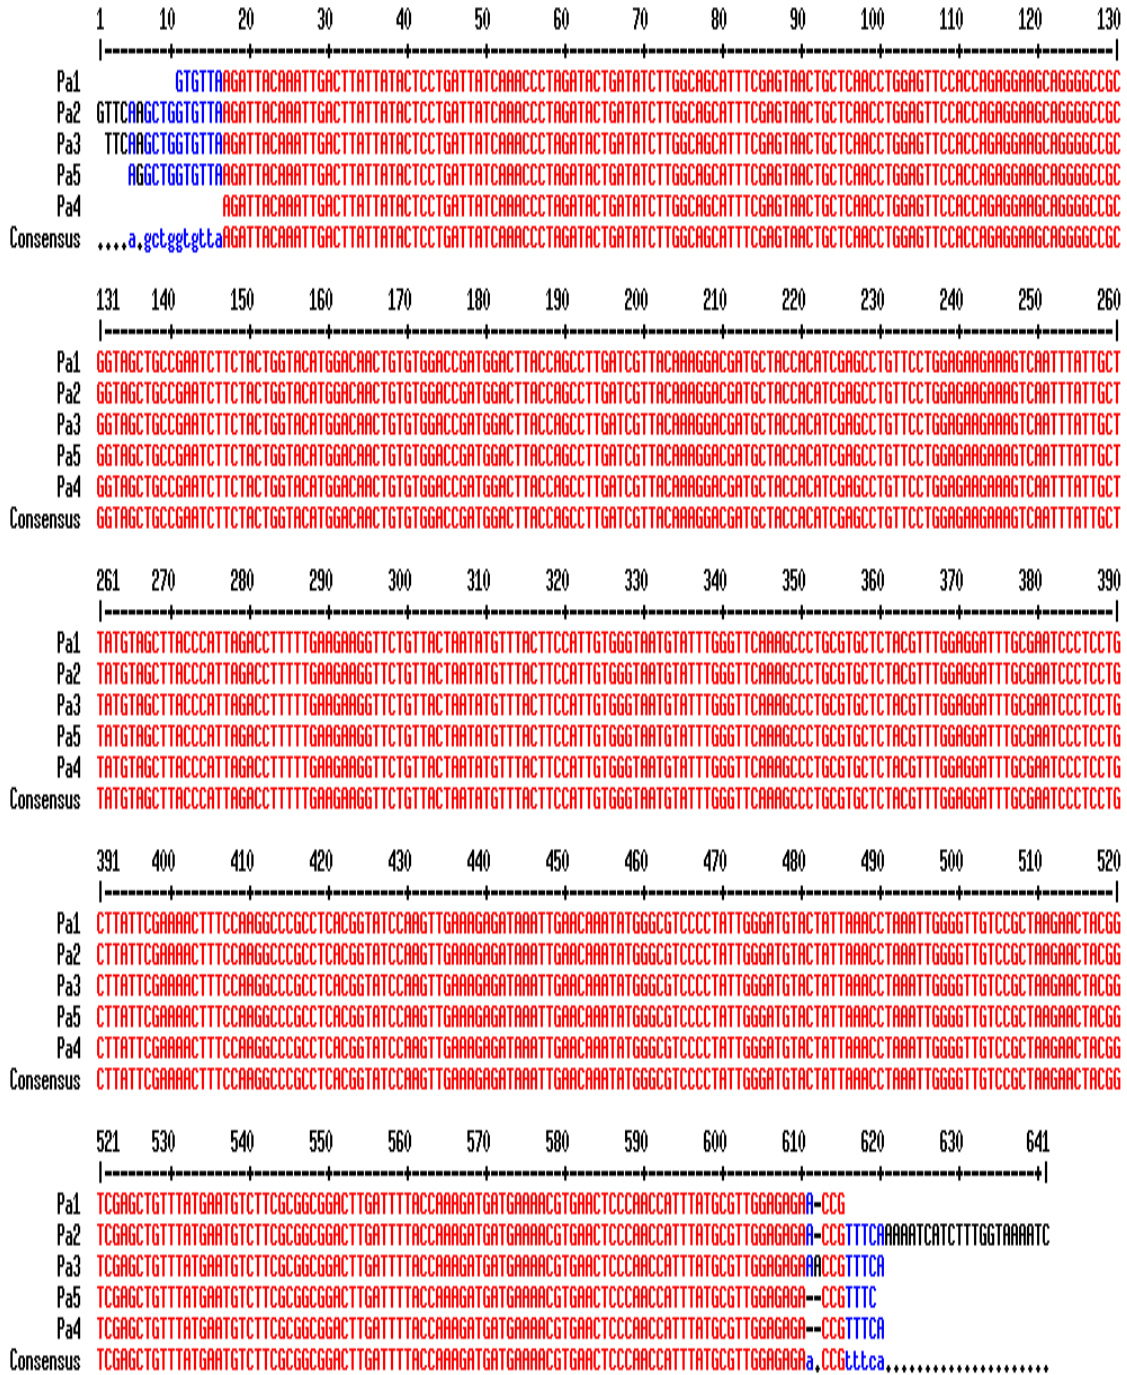 1 10 20 30 40 50 60 70 80 90 100 110 120 130
|--------+---------+---------+---------+---------+---------+---------+---------+---------+---------+---------+---------+---------|
Pa1 GTGTTAAGATTACAAATTGACTTATTATACTCCTGATTATCAAACCCTAGATACTGATATCTTGGCAGCATTTCGAGTAACTGCTCAACCTGGAGTTCCACCAGAGGAAGCAGGGGCCGC
Pa2 GTTCAAGCTGGTGTTAAGATTACAAATTGACTTATTATACTCCTGATTATCAAACCCTAGATACTGATATCTTGGCAGCATTTCGAGTAACTGCTCAACCTGGAGTTCCACCAGAGGAAGCAGGGGCCGC
Pa3 TTCAAGCTGGTGTTAAGATTACAAATTGACTTATTATACTCCTGATTATCAAACCCTAGATACTGATATCTTGGCAGCATTTCGAGTAACTGCTCAACCTGGAGTTCCACCAGAGGAAGCAGGGGCCGC
Pa5 AGGCTGGTGTTAAGATTACAAATTGACTTATTATACTCCTGATTATCAAACCCTAGATACTGATATCTTGGCAGCATTTCGAGTAACTGCTCAACCTGGAGTTCCACCAGAGGAAGCAGGGGCCGC
Pa4 AGATTACAAATTGACTTATTATACTCCTGATTATCAAACCCTAGATACTGATATCTTGGCAGCATTTCGAGTAACTGCTCAACCTGGAGTTCCACCAGAGGAAGCAGGGGCCGC
Consensus ....a.gctggtgttaAGATTACAAATTGACTTATTATACTCCTGATTATCAAACCCTAGATACTGATATCTTGGCAGCATTTCGAGTAACTGCTCAACCTGGAGTTCCACCAGAGGAAGCAGGGGCCGC
131 140 150 160 170 180 190 200 210 220 230 240 250 260
|--------+---------+---------+---------+---------+---------+---------+---------+---------+---------+---------+---------+---------|
Pa1 GGTAGCTGCCGAATCTTCTACTGGTACATGGACAACTGTGTGGACCGATGGACTTACCAGCCTTGATCGTTACAAAGGACGATGCTACCACATCGAGCCTGTTCCTGGAGAAGAAAGTCAATTTATTGCT
Pa2 GGTAGCTGCCGAATCTTCTACTGGTACATGGACAACTGTGTGGACCGATGGACTTACCAGCCTTGATCGTTACAAAGGACGATGCTACCACATCGAGCCTGTTCCTGGAGAAGAAAGTCAATTTATTGCT
Pa3 GGTAGCTGCCGAATCTTCTACTGGTACATGGACAACTGTGTGGACCGATGGACTTACCAGCCTTGATCGTTACAAAGGACGATGCTACCACATCGAGCCTGTTCCTGGAGAAGAAAGTCAATTTATTGCT
Pa5 GGTAGCTGCCGAATCTTCTACTGGTACATGGACAACTGTGTGGACCGATGGACTTACCAGCCTTGATCGTTACAAAGGACGATGCTACCACATCGAGCCTGTTCCTGGAGAAGAAAGTCAATTTATTGCT
Pa4 GGTAGCTGCCGAATCTTCTACTGGTACATGGACAACTGTGTGGACCGATGGACTTACCAGCCTTGATCGTTACAAAGGACGATGCTACCACATCGAGCCTGTTCCTGGAGAAGAAAGTCAATTTATTGCT
Consensus GGTAGCTGCCGAATCTTCTACTGGTACATGGACAACTGTGTGGACCGATGGACTTACCAGCCTTGATCGTTACAAAGGACGATGCTACCACATCGAGCCTGTTCCTGGAGAAGAAAGTCAATTTATTGCT
261 270 280 290 300 310 320 330 340 350 360 370 380 390
|--------+---------+---------+---------+---------+---------+---------+---------+---------+---------+---------+---------+---------|
Pa1 TATGTAGCTTACCCATTAGACCTTTTTGAAGAAGGTTCTGTTACTAATATGTTTACTTCCATTGTGGGTAATGTATTTGGGTTCAAAGCCCTGCGTGCTCTACGTTTGGAGGATTTGCGAATCCCTCCTG
Pa2 TATGTAGCTTACCCATTAGACCTTTTTGAAGAAGGTTCTGTTACTAATATGTTTACTTCCATTGTGGGTAATGTATTTGGGTTCAAAGCCCTGCGTGCTCTACGTTTGGAGGATTTGCGAATCCCTCCTG
Pa3 TATGTAGCTTACCCATTAGACCTTTTTGAAGAAGGTTCTGTTACTAATATGTTTACTTCCATTGTGGGTAATGTATTTGGGTTCAAAGCCCTGCGTGCTCTACGTTTGGAGGATTTGCGAATCCCTCCTG
Pa5 TATGTAGCTTACCCATTAGACCTTTTTGAAGAAGGTTCTGTTACTAATATGTTTACTTCCATTGTGGGTAATGTATTTGGGTTCAAAGCCCTGCGTGCTCTACGTTTGGAGGATTTGCGAATCCCTCCTG
Pa4 TATGTAGCTTACCCATTAGACCTTTTTGAAGAAGGTTCTGTTACTAATATGTTTACTTCCATTGTGGGTAATGTATTTGGGTTCAAAGCCCTGCGTGCTCTACGTTTGGAGGATTTGCGAATCCCTCCTG
Consensus TATGTAGCTTACCCATTAGACCTTTTTGAAGAAGGTTCTGTTACTAATATGTTTACTTCCATTGTGGGTAATGTATTTGGGTTCAAAGCCCTGCGTGCTCTACGTTTGGAGGATTTGCGAATCCCTCCTG
391 400 410 420 430 440 450 460 470 480 490 500 510 520
|--------+---------+---------+---------+---------+---------+---------+---------+---------+---------+---------+---------+---------|
Pa1 CTTATTCGAAAACTTTCCAAGGCCCGCCTCACGGTATCCAAGTTGAAAGAGATAAATTGAACAAATATGGGCGTCCCCTATTGGGATGTACTATTAAACCTAAATTGGGGTTGTCCGCTAAGAACTACGG
Pa2 CTTATTCGAAAACTTTCCAAGGCCCGCCTCACGGTATCCAAGTTGAAAGAGATAAATTGAACAAATATGGGCGTCCCCTATTGGGATGTACTATTAAACCTAAATTGGGGTTGTCCGCTAAGAACTACGG
Pa3 CTTATTCGAAAACTTTCCAAGGCCCGCCTCACGGTATCCAAGTTGAAAGAGATAAATTGAACAAATATGGGCGTCCCCTATTGGGATGTACTATTAAACCTAAATTGGGGTTGTCCGCTAAGAACTACGG
Pa5 CTTATTCGAAAACTTTCCAAGGCCCGCCTCACGGTATCCAAGTTGAAAGAGATAAATTGAACAAATATGGGCGTCCCCTATTGGGATGTACTATTAAACCTAAATTGGGGTTGTCCGCTAAGAACTACGG
Pa4 CTTATTCGAAAACTTTCCAAGGCCCGCCTCACGGTATCCAAGTTGAAAGAGATAAATTGAACAAATATGGGCGTCCCCTATTGGGATGTACTATTAAACCTAAATTGGGGTTGTCCGCTAAGAACTACGG
Consensus CTTATTCGAAAACTTTCCAAGGCCCGCCTCACGGTATCCAAGTTGAAAGAGATAAATTGAACAAATATGGGCGTCCCCTATTGGGATGTACTATTAAACCTAAATTGGGGTTGTCCGCTAAGAACTACGG
521 530 540 550 560 570 580 590 600 610 620 630 641
|--------+---------+---------+---------+---------+---------+---------+---------+---------+---------+---------+---------+|
Pa1 TCGAGCTGTTTATGAATGTCTTCGCGGCGGACTTGATTTTACCAAAGATGATGAAAACGTGAACTCCCAACCATTTATGCGTTGGAGAGAA-CCG
Pa2 TCGAGCTGTTTATGAATGTCTTCGCGGCGGACTTGATTTTACCAAAGATGATGAAAACGTGAACTCCCAACCATTTATGCGTTGGAGAGAA-CCGTTTCAAAAATCATCTTTGGTAAAATC
Pa3 TCGAGCTGTTTATGAATGTCTTCGCGGCGGACTTGATTTTACCAAAGATGATGAAAACGTGAACTCCCAACCATTTATGCGTTGGAGAGAAACCGTTTCA
Pa5 TCGAGCTGTTTATGAATGTCTTCGCGGCGGACTTGATTTTACCAAAGATGATGAAAACGTGAACTCCCAACCATTTATGCGTTGGAGAGA--CCGTTTC
Pa4 TCGAGCTGTTTATGAATGTCTTCGCGGCGGACTTGATTTTACCAAAGATGATGAAAACGTGAACTCCCAACCATTTATGCGTTGGAGAGA--CCGTTTCA
Consensus TCGAGCTGTTTATGAATGTCTTCGCGGCGGACTTGATTTTACCAAAGATGATGAAAACGTGAACTCCCAACCATTTATGCGTTGGAGAGAa.CCGtttca.....................